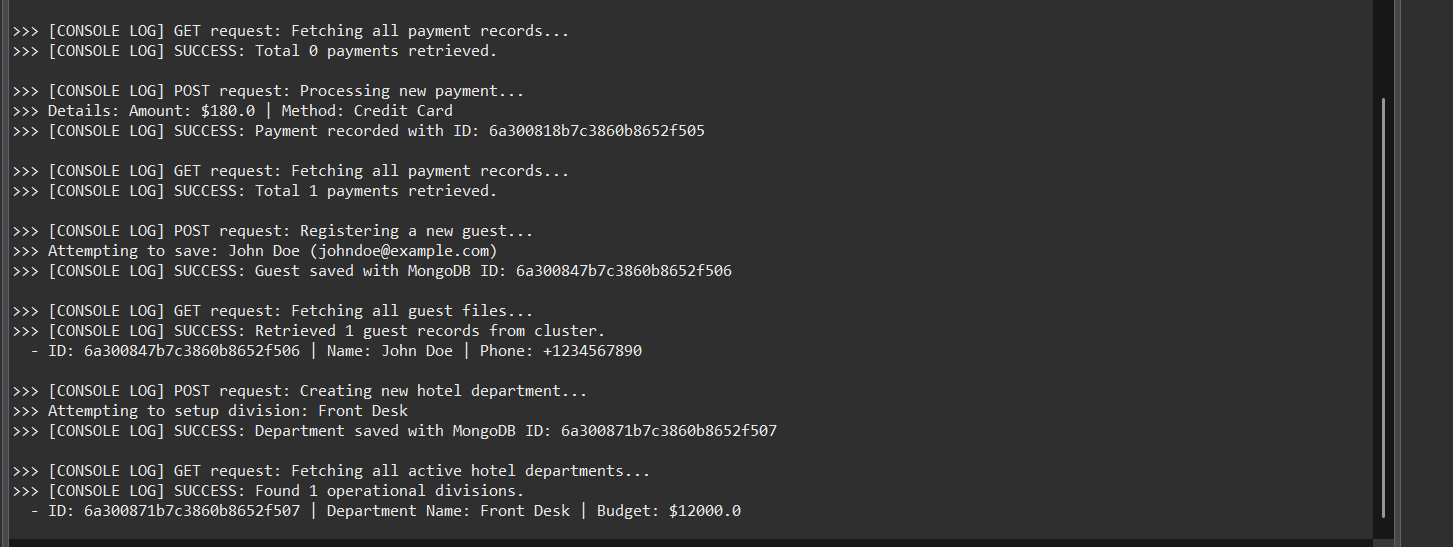 >>> [CONSOLE LOG] GET request: Fetching all payment records...
>>> [CONSOLE LOG] SUCCESS: Total 0 payments retrieved.
>>> [CONSOLE LOG] POST request: Processing new payment...
>>> Details: Amount: $180.0 | Method: Credit Card
>>> [CONSOLE LOG] SUCCESS: Payment recorded with ID: 6a300818b7c3860b8652f505
>>> [CONSOLE LOG] GET request: Fetching all payment records...
>>> [CONSOLE LOG] SUCCESS: Total 1 payments retrieved.
>>> [CONSOLE LOG] POST request: Registering a new guest...
>>> Attempting to save: John Doe (johndoe@example.com)
>>> [CONSOLE LOG] SUCCESS: Guest saved with MongoDB ID: 6a300847b7c3860b8652f506
>>> [CONSOLE LOG] GET request: Fetching all guest files...
>>> [CONSOLE LOG] SUCCESS: Retrieved 1 guest records from cluster.
- ID: 6a300847b7c3860b8652f506 | Name: John Doe | Phone: +1234567890
>>> [CONSOLE LOG] POST request: Creating new hotel department...
>>> Attempting to setup division: Front Desk
>>> [CONSOLE LOG] SUCCESS: Department saved with MongoDB ID: 6a300871b7c3860b8652f507
>>> [CONSOLE LOG] GET request: Fetching all active hotel departments...
>>> [CONSOLE LOG] SUCCESS: Found 1 operational divisions.
- ID: 6a300871b7c3860b8652f507 | Department Name: Front Desk | Budget: $12000.0